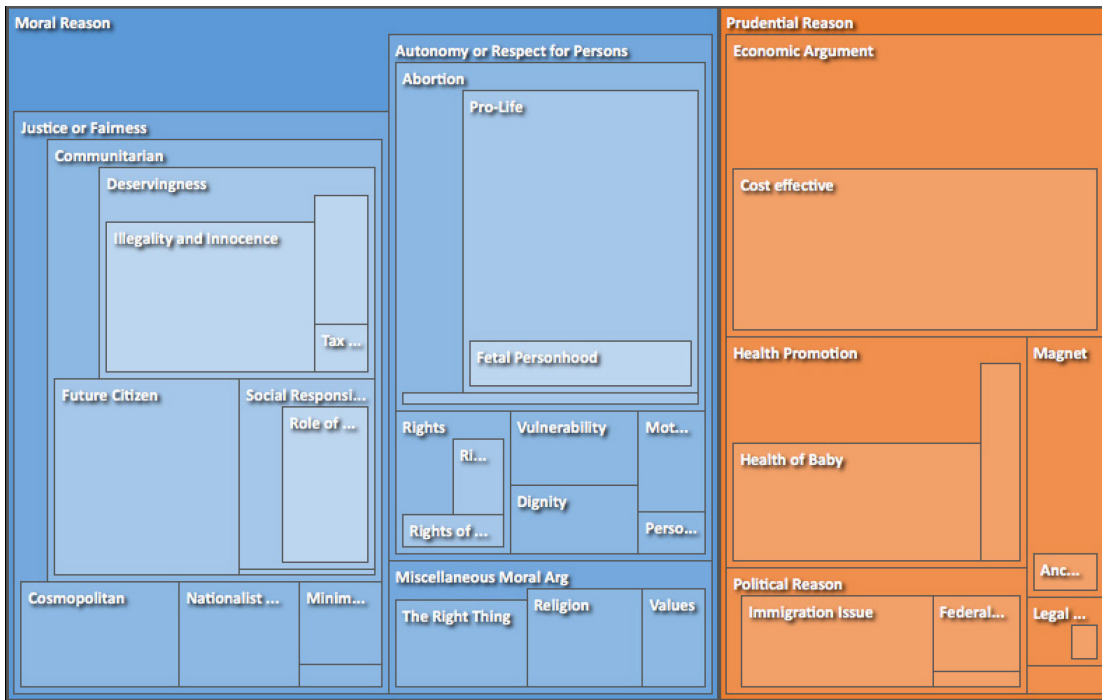 Moral Reason
Justice or Fairness
Communitarian
Deservingness
Illegality and Innocence
Tax ...
Future Citizen
Social Responsi...
Role of ...
Cosmopolitan
Nationalist ...
Minim...
Autonomy or Respect for Persons
Abortion
Pro-Life
Fetal Personhood
Rights
Ri...
Rights of ...
Vulnerability
Dignity
Mot...
Perso...
Miscellaneous Moral Arg
The Right Thing
Religion
Values
Prudential Reason
Economic Argument
Cost effective
Health Promotion
Health of Baby
Magnet
Anc...
Political Reason
Immigration Issue
Federal...
Legal ...